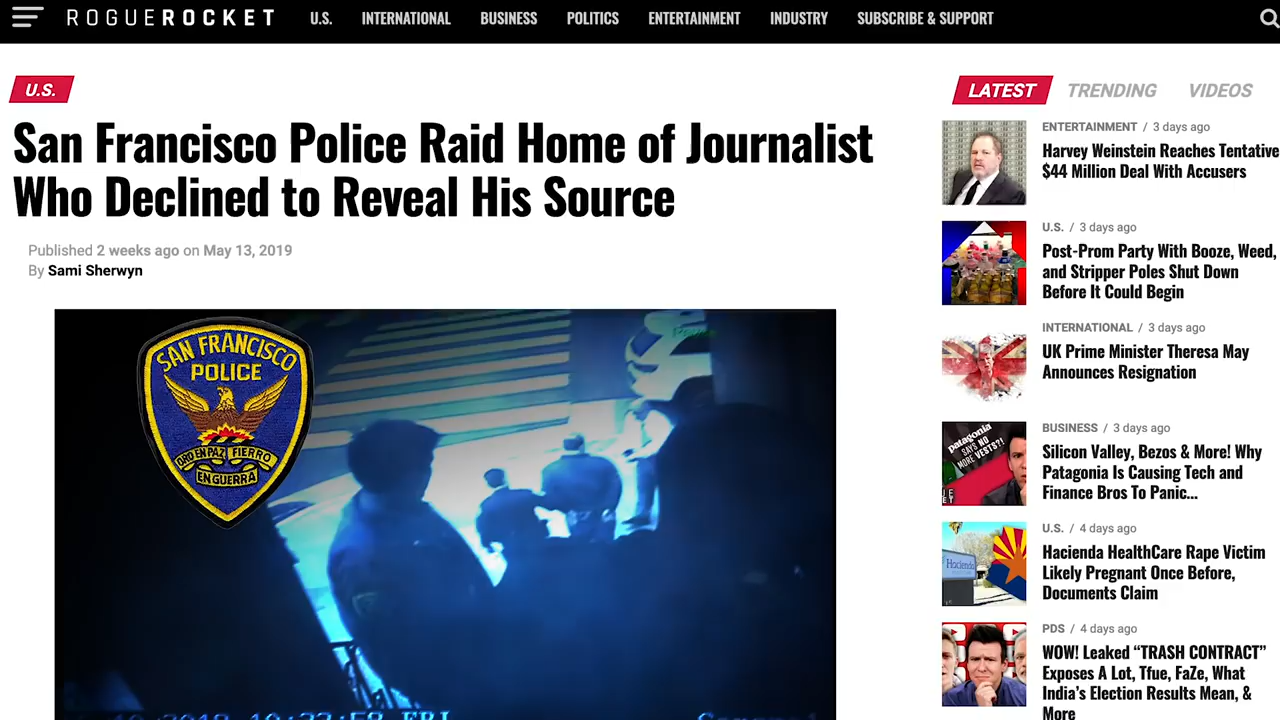 ROGUEROCKET
U.S.
INTERNATIONAL
BUSINESS
POLITICS
ENTERTAINMENT
INDUSTRY
SUBSCRIBE & SUPPORT
U.S.
San Francisco Police Raid Home of Journalist
Who Declined to Reveal His Source
Published 2 weeks ago on May 13, 2019
By Sami Sherwyn
SAN FRANCISCO
POLICE
ORO EN PAZ FIERRO
EN GUERRA
LATEST
TRENDING
VIDEOS
ENTERTAINMENT / 3 days ago
Harvey Weinstein Reaches Tentative
$44 Million Deal With Accusers
U.S. / 3 days ago
Post-Prom Party With Booze, Weed,
and Stripper Poles Shut Down
Before It Could Begin
INTERNATIONAL / 3 days ago
UK Prime Minister Theresa May
Announces Resignation
BUSINESS / 3 days ago
patagonia
SAYS NO
MORE VESTS?!
Silicon Valley, Bezos & More! Why
Patagonia Is Causing Tech and
Finance Bros To Panic...
U.S. / 4 days ago
Hacienda
Hacienda HealthCare Rape Victim
Likely Pregnant Once Before,
Documents Claim
PDS / 4 days ago
WOW! Leaked “TRASH CONTRACT”
Exposes A Lot, Tfue, FaZe, What
India’s Election Results Mean, &
More